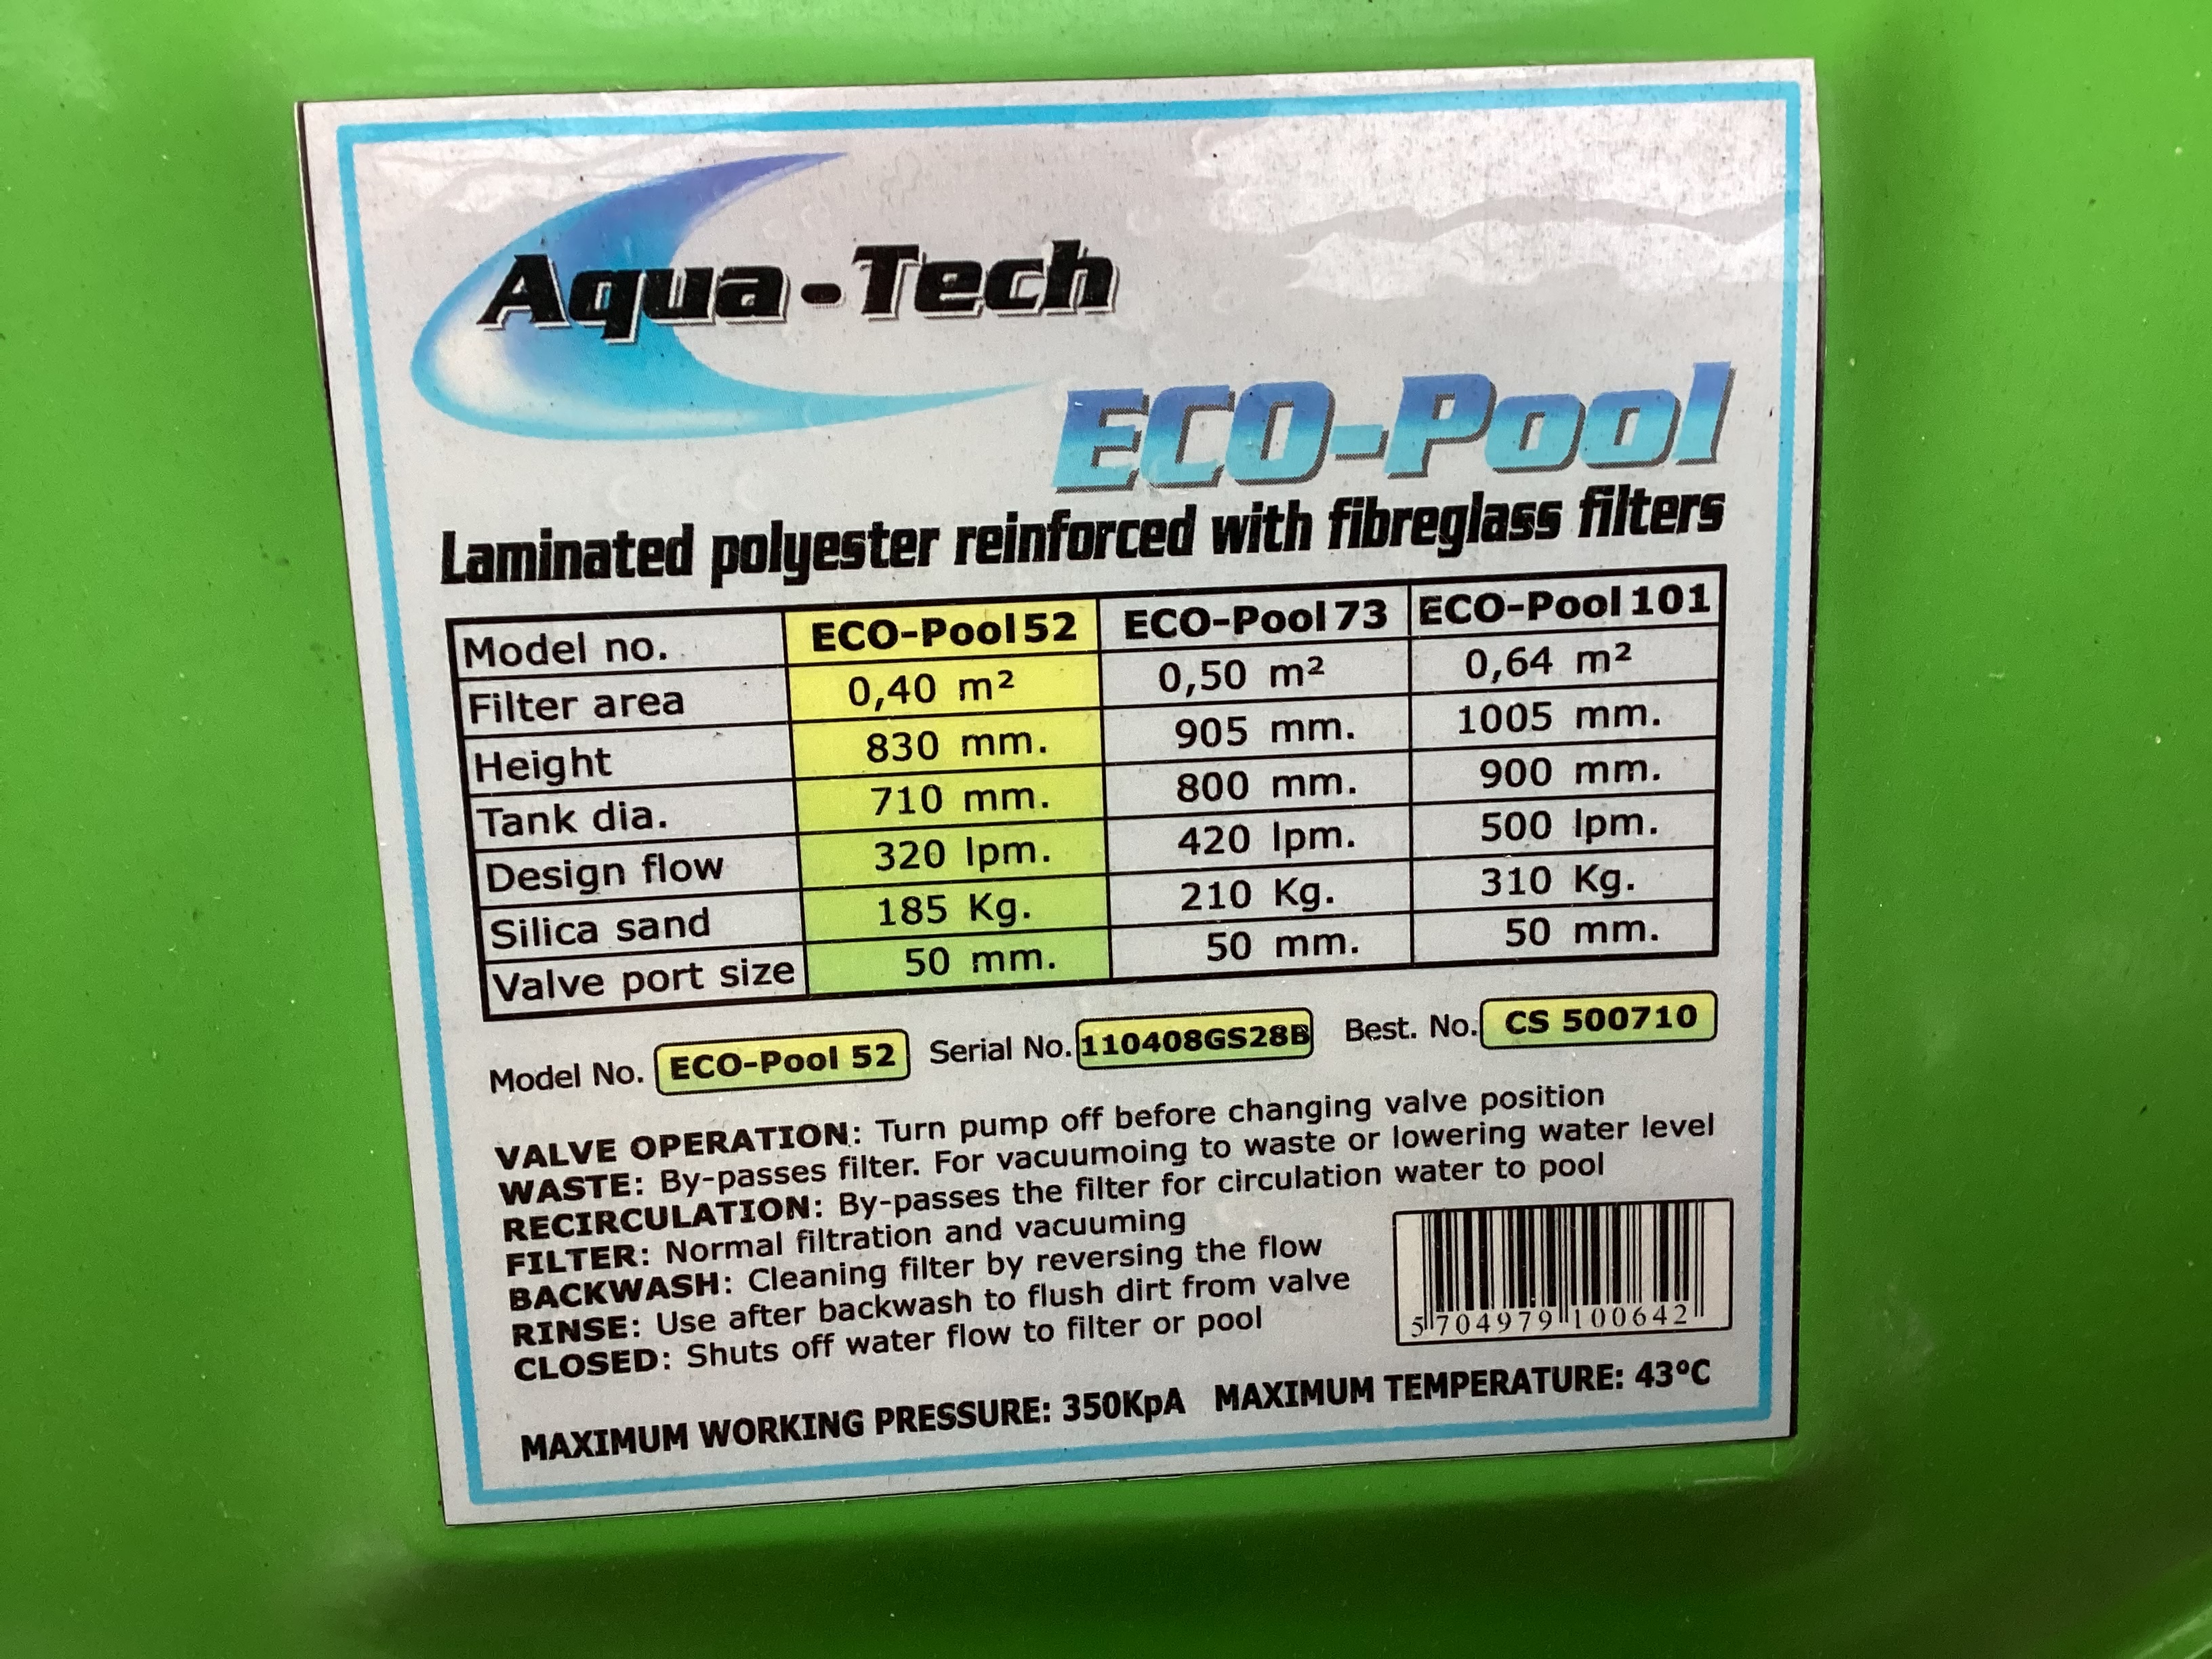 Aqua-Tech
ECO-Pool
Laminated polyester reinforced with fibreglass filters
Model no. ECO-Pool 52 ECO-Pool 73 ECO-Pool 101
Filter area 0,40 m² 0,50 m² 0,64 m²
Height 830 mm. 905 mm. 1005 mm.
Tank dia. 710 mm. 800 mm. 900 mm.
Design flow 320 lpm. 420 lpm. 500 lpm.
Silica sand 185 Kg. 210 Kg. 310 Kg.
Valve port size 50 mm. 50 mm. 50 mm.
Model No. ECO-Pool 52 Serial No. 110408GS28B Best. No. CS 500710
VALVE OPERATION: Turn pump off before changing valve position
WASTE: By-passes filter. For vacuumoing to waste or lowering water level
RECIRCULATION: By-passes the filter for circulation water to pool
FILTER: Normal filtration and vacuuming
BACKWASH: Cleaning filter by reversing the flow
RINSE: Use after backwash to flush dirt from valve
CLOSED: Shuts off water flow to filter or pool
5 704979 100642
MAXIMUM WORKING PRESSURE: 350KpA MAXIMUM TEMPERATURE: 43ºC